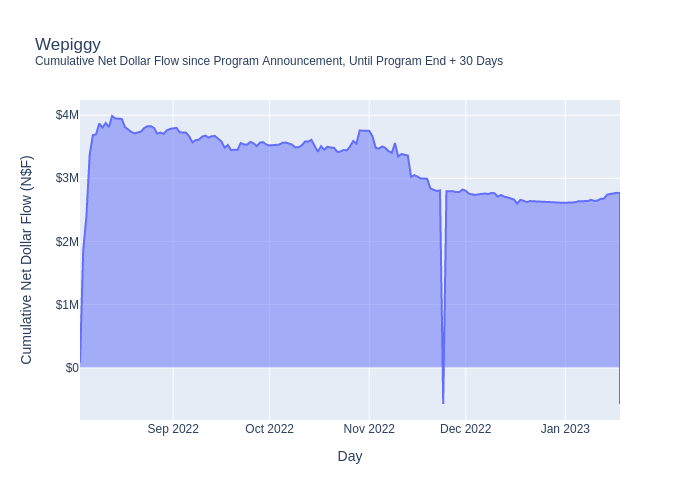 Wepiggy
Cumulative Net Dollar Flow since Program Announcement, Until Program End + 30 Days
Cumulative Net Dollar Flow (N$F)
$4M
$3M
$2M
$1M
$0
Sep 2022
Oct 2022
Nov 2022
Dec 2022
Jan 2023
Day